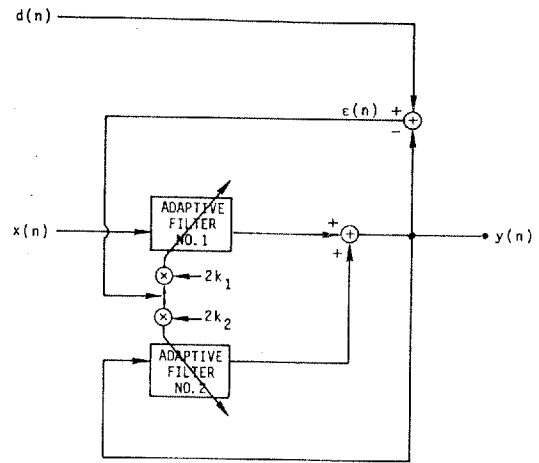 d(n)
ε(n)
+
+
−
ADAPTIVE
FILTER
NO. 1
x(n)
+
+
+
y(n)
×
2k₁
×
2k₂
ADAPTIVE
FILTER
NO. 2